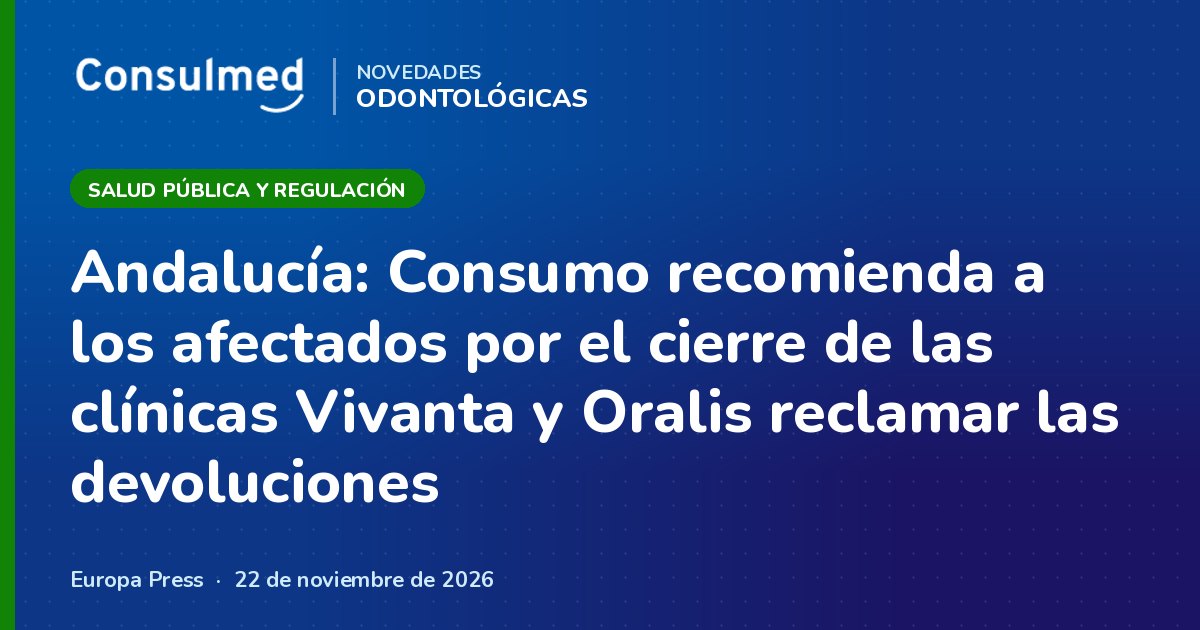 Consulmed
NOVEDADES
ODONTOLÓGICAS
SALUD PÚBLICA Y REGULACIÓN
Andalucía: Consumo recomienda a
los afectados por el cierre de las
clínicas Vivanta y Oralis reclamar las
devoluciones
Europa Press · 22 de noviembre de 2026